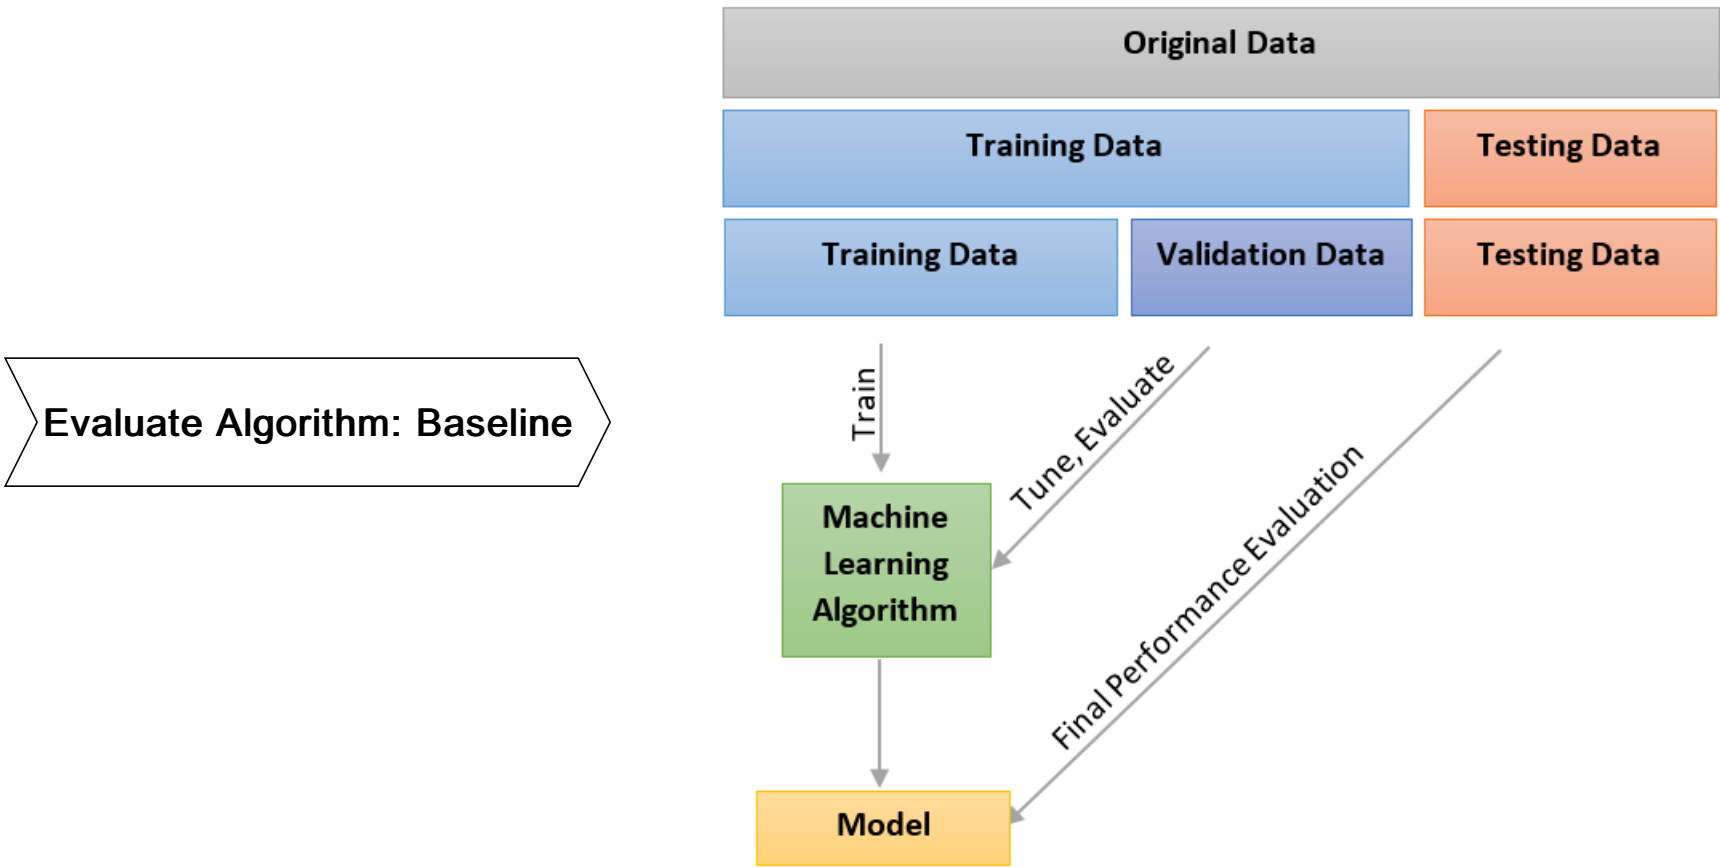 Original Data
Training Data
Testing Data
Training Data
Validation Data
Testing Data
Evaluate Algorithm: Baseline
Train
Tune, Evaluate
Final Performance Evaluation
Machine
Learning
Algorithm
Model